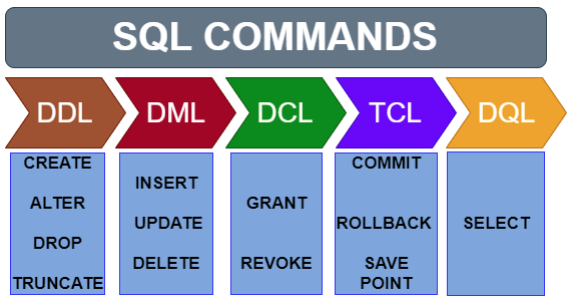 SQL COMMANDS
DDL
DML
DCL
TCL
DQL
CREATE
ALTER
DROP
TRUNCATE
INSERT
UPDATE
DELETE
GRANT
REVOKE
COMMIT
ROLLBACK
SAVE
POINT
SELECT